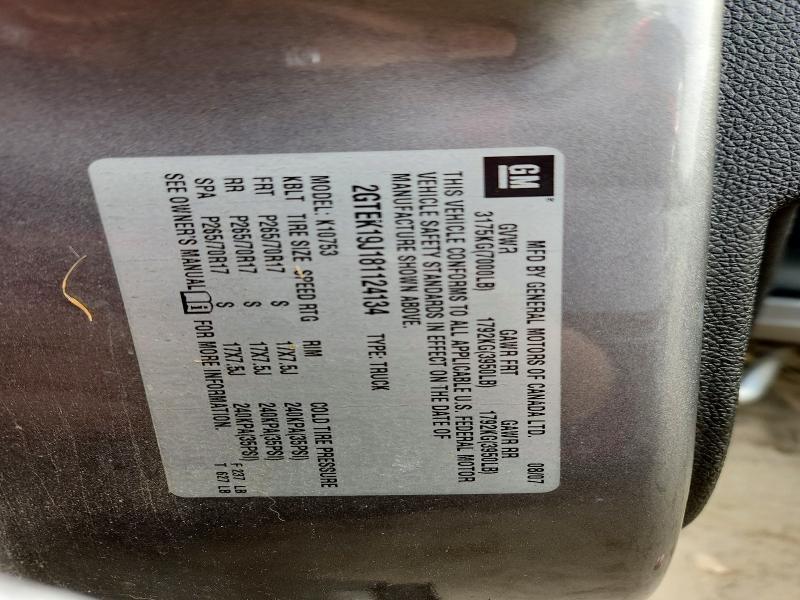 GM
MFD BY GENERAL MOTORS OF CANADA LTD. 08/07
GVWR GAWR FRT GAWR RR
3175KG(7000LB) 1792KG(3950LB) 1792KG(3950LB)
THIS VEHICLE CONFORMS TO ALL APPLICABLE U.S. FEDERAL MOTOR
VEHICLE SAFETY STANDARDS IN EFFECT ON THE DATE OF
MANUFACTURE SHOWN ABOVE.
2GTEK19J181124134 TYPE: TRUCK
MODEL: K10753
KBLT TIRE SIZE SPEED RTG RIM COLD TIRE PRESSURE
FRT P265/70R17 S 17X7.5J 240KPA(35PSI)
RR P265/70R17 S 17X7.5J 240KPA(35PSI)
SPA P265/70R17 S 17X7.5J 240KPA(35PSI) F 237 LB
SEE OWNER'S MANUAL FOR MORE INFORMATION. T 627 LB